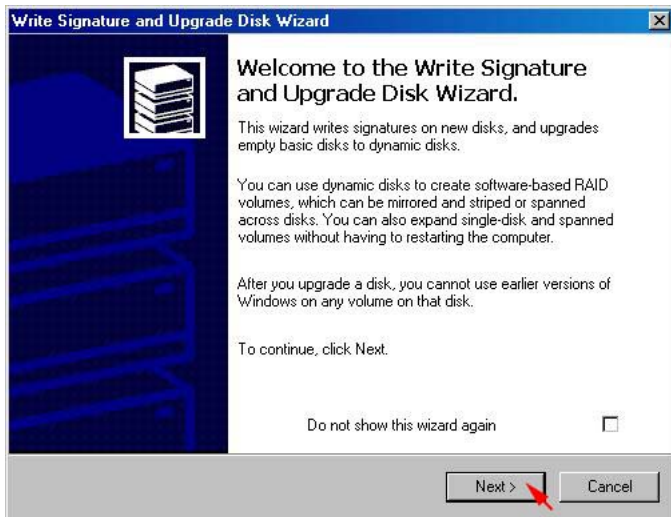 Write Signature and Upgrade Disk Wizard
Welcome to the Write Signature
and Upgrade Disk Wizard.
This wizard writes signatures on new disks, and upgrades
empty basic disks to dynamic disks.
You can use dynamic disks to create software-based RAID
volumes, which can be mirrored and striped or spanned
across disks. You can also expand single-disk and spanned
volumes without having to restarting the computer.
After you upgrade a disk, you cannot use earlier versions of
Windows on any volume on that disk.
To continue, click Next.
Do not show this wizard again
Next > Cancel